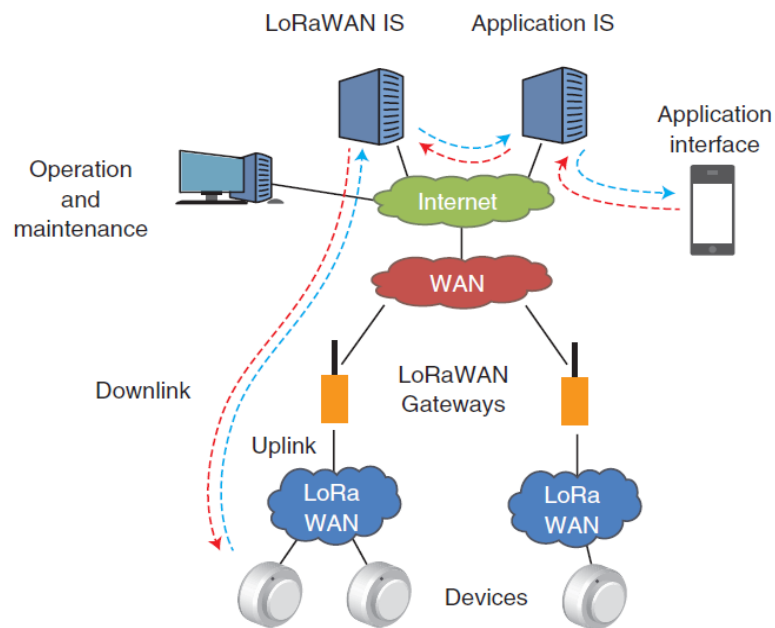 LoRaWAN IS
Application IS
Application
interface
Operation
and
maintenance
Internet
WAN
LoRaWAN
Gateways
Downlink
Uplink
LoRa
WAN
LoRa
WAN
Devices